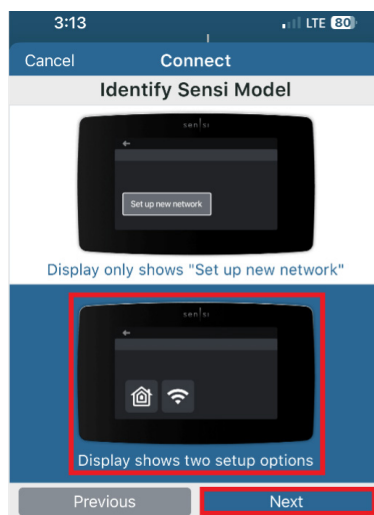 3:13 LTE 80
Cancel Connect
Identify Sensi Model
sensi
Set up new network
Display only shows "Set up new network"
sensi
Display shows two setup options
Previous Next